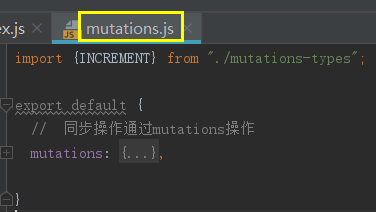 ex.js
mutations.js
import {INCREMENT} from "./mutations-types";
export default {
// 同步操作通过mutations操作
mutations: {...},
}